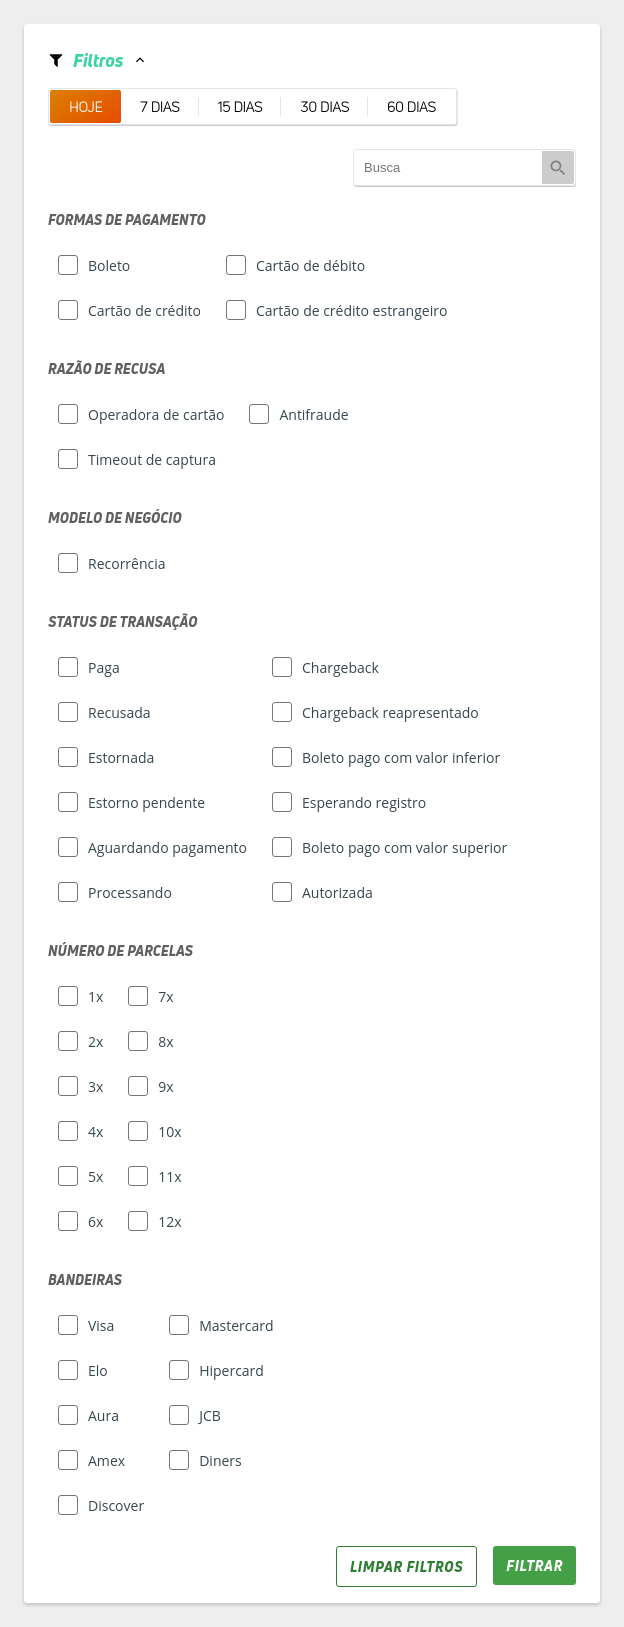 Filtros
HOJE 7 DIAS 15 DIAS 30 DIAS 60 DIAS
Busca
FORMAS DE PAGAMENTO
Boleto Cartão de débito
Cartão de crédito Cartão de crédito estrangeiro
RAZÃO DE RECUSA
Operadora de cartão Antifraude
Timeout de captura
MODELO DE NEGÓCIO
Recorrência
STATUS DE TRANSAÇÃO
Paga Chargeback
Recusada Chargeback reapresentado
Estornada Boleto pago com valor inferior
Estorno pendente Esperando registro
Aguardando pagamento Boleto pago com valor superior
Processando Autorizada
NÚMERO DE PARCELAS
1x 7x
2x 8x
3x 9x
4x 10x
5x 11x
6x 12x
BANDEIRAS
Visa Mastercard
Elo Hipercard
Aura JCB
Amex Diners
Discover
LIMPAR FILTROS FILTRAR